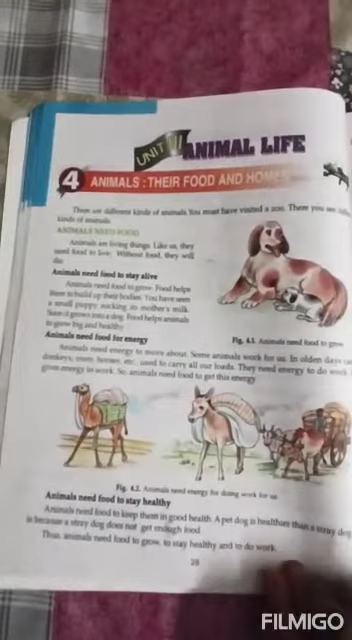 UNIT III
ANIMAL LIFE
4 ANIMALS : THEIR FOOD AND HOMES
There are different kinds of animals. You must have visited a zoo. There you see
kinds of animals.
ANIMALS NEED FOOD
Animals are living things. Like us, they
need food to live. Without food, they will
die.
Animals need food to stay alive
Animals need food to grow. Food helps
them to build up their bodies. You have seen
a small puppy sucking its mother's milk.
Soon it grows into a dog. Food helps animals
to grow big and healthy.
Fig. 4.1. Animals need food to grow
Animals need food for energy
Animals need energy to move about. Some animals work for us. In olden days
donkeys, oxen, horses, etc., used to carry all our loads. They need energy to do work.
gives energy to work. So, animals need food to get this energy.
Fig. 4.2. Animals need energy for doing work for us
Animals need food to stay healthy
Animals need food to keep them in good health. A pet dog is healthier than a stray dog
is because a stray dog does not get enough food.
Thus, animals need food to grow, to stay healthy and to do work.
28
FILMIGO